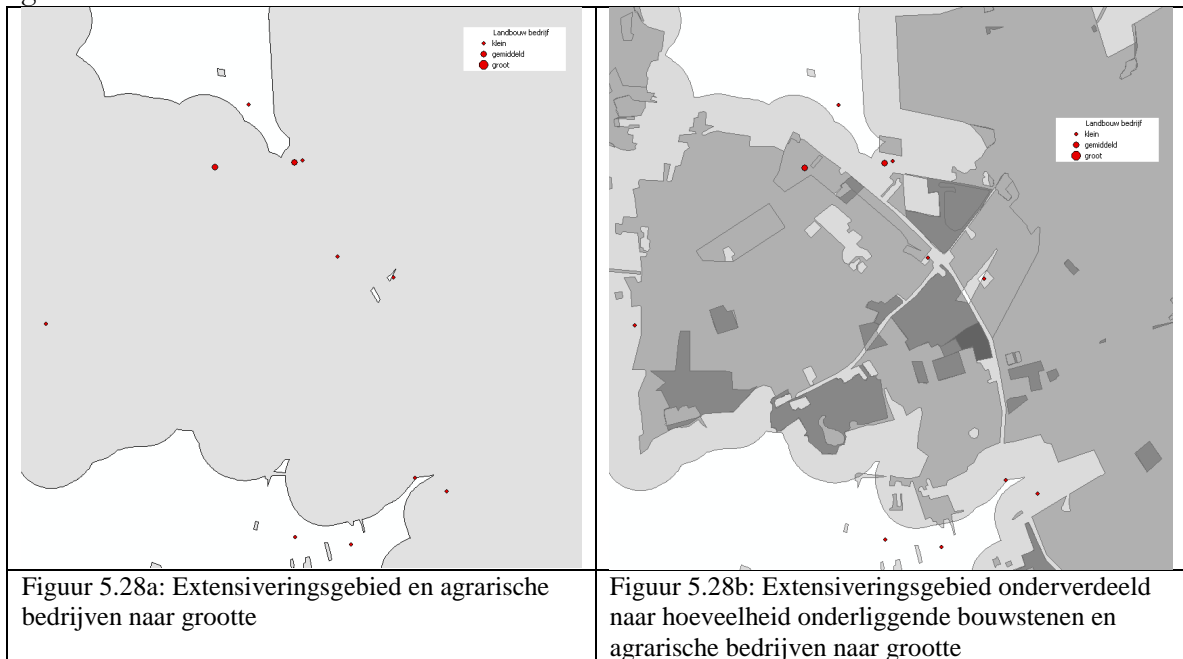 Landbouw bedrijf
klein
gemiddeld
groot
Landbouw bedrijf
klein
gemiddeld
groot
Figuur 5.28a: Extensiveringsgebied en agrarische
bedrijven naar grootte
Figuur 5.28b: Extensiveringsgebied onderverdeeld
naar hoeveelheid onderliggende bouwstenen en
agrarische bedrijven naar grootte